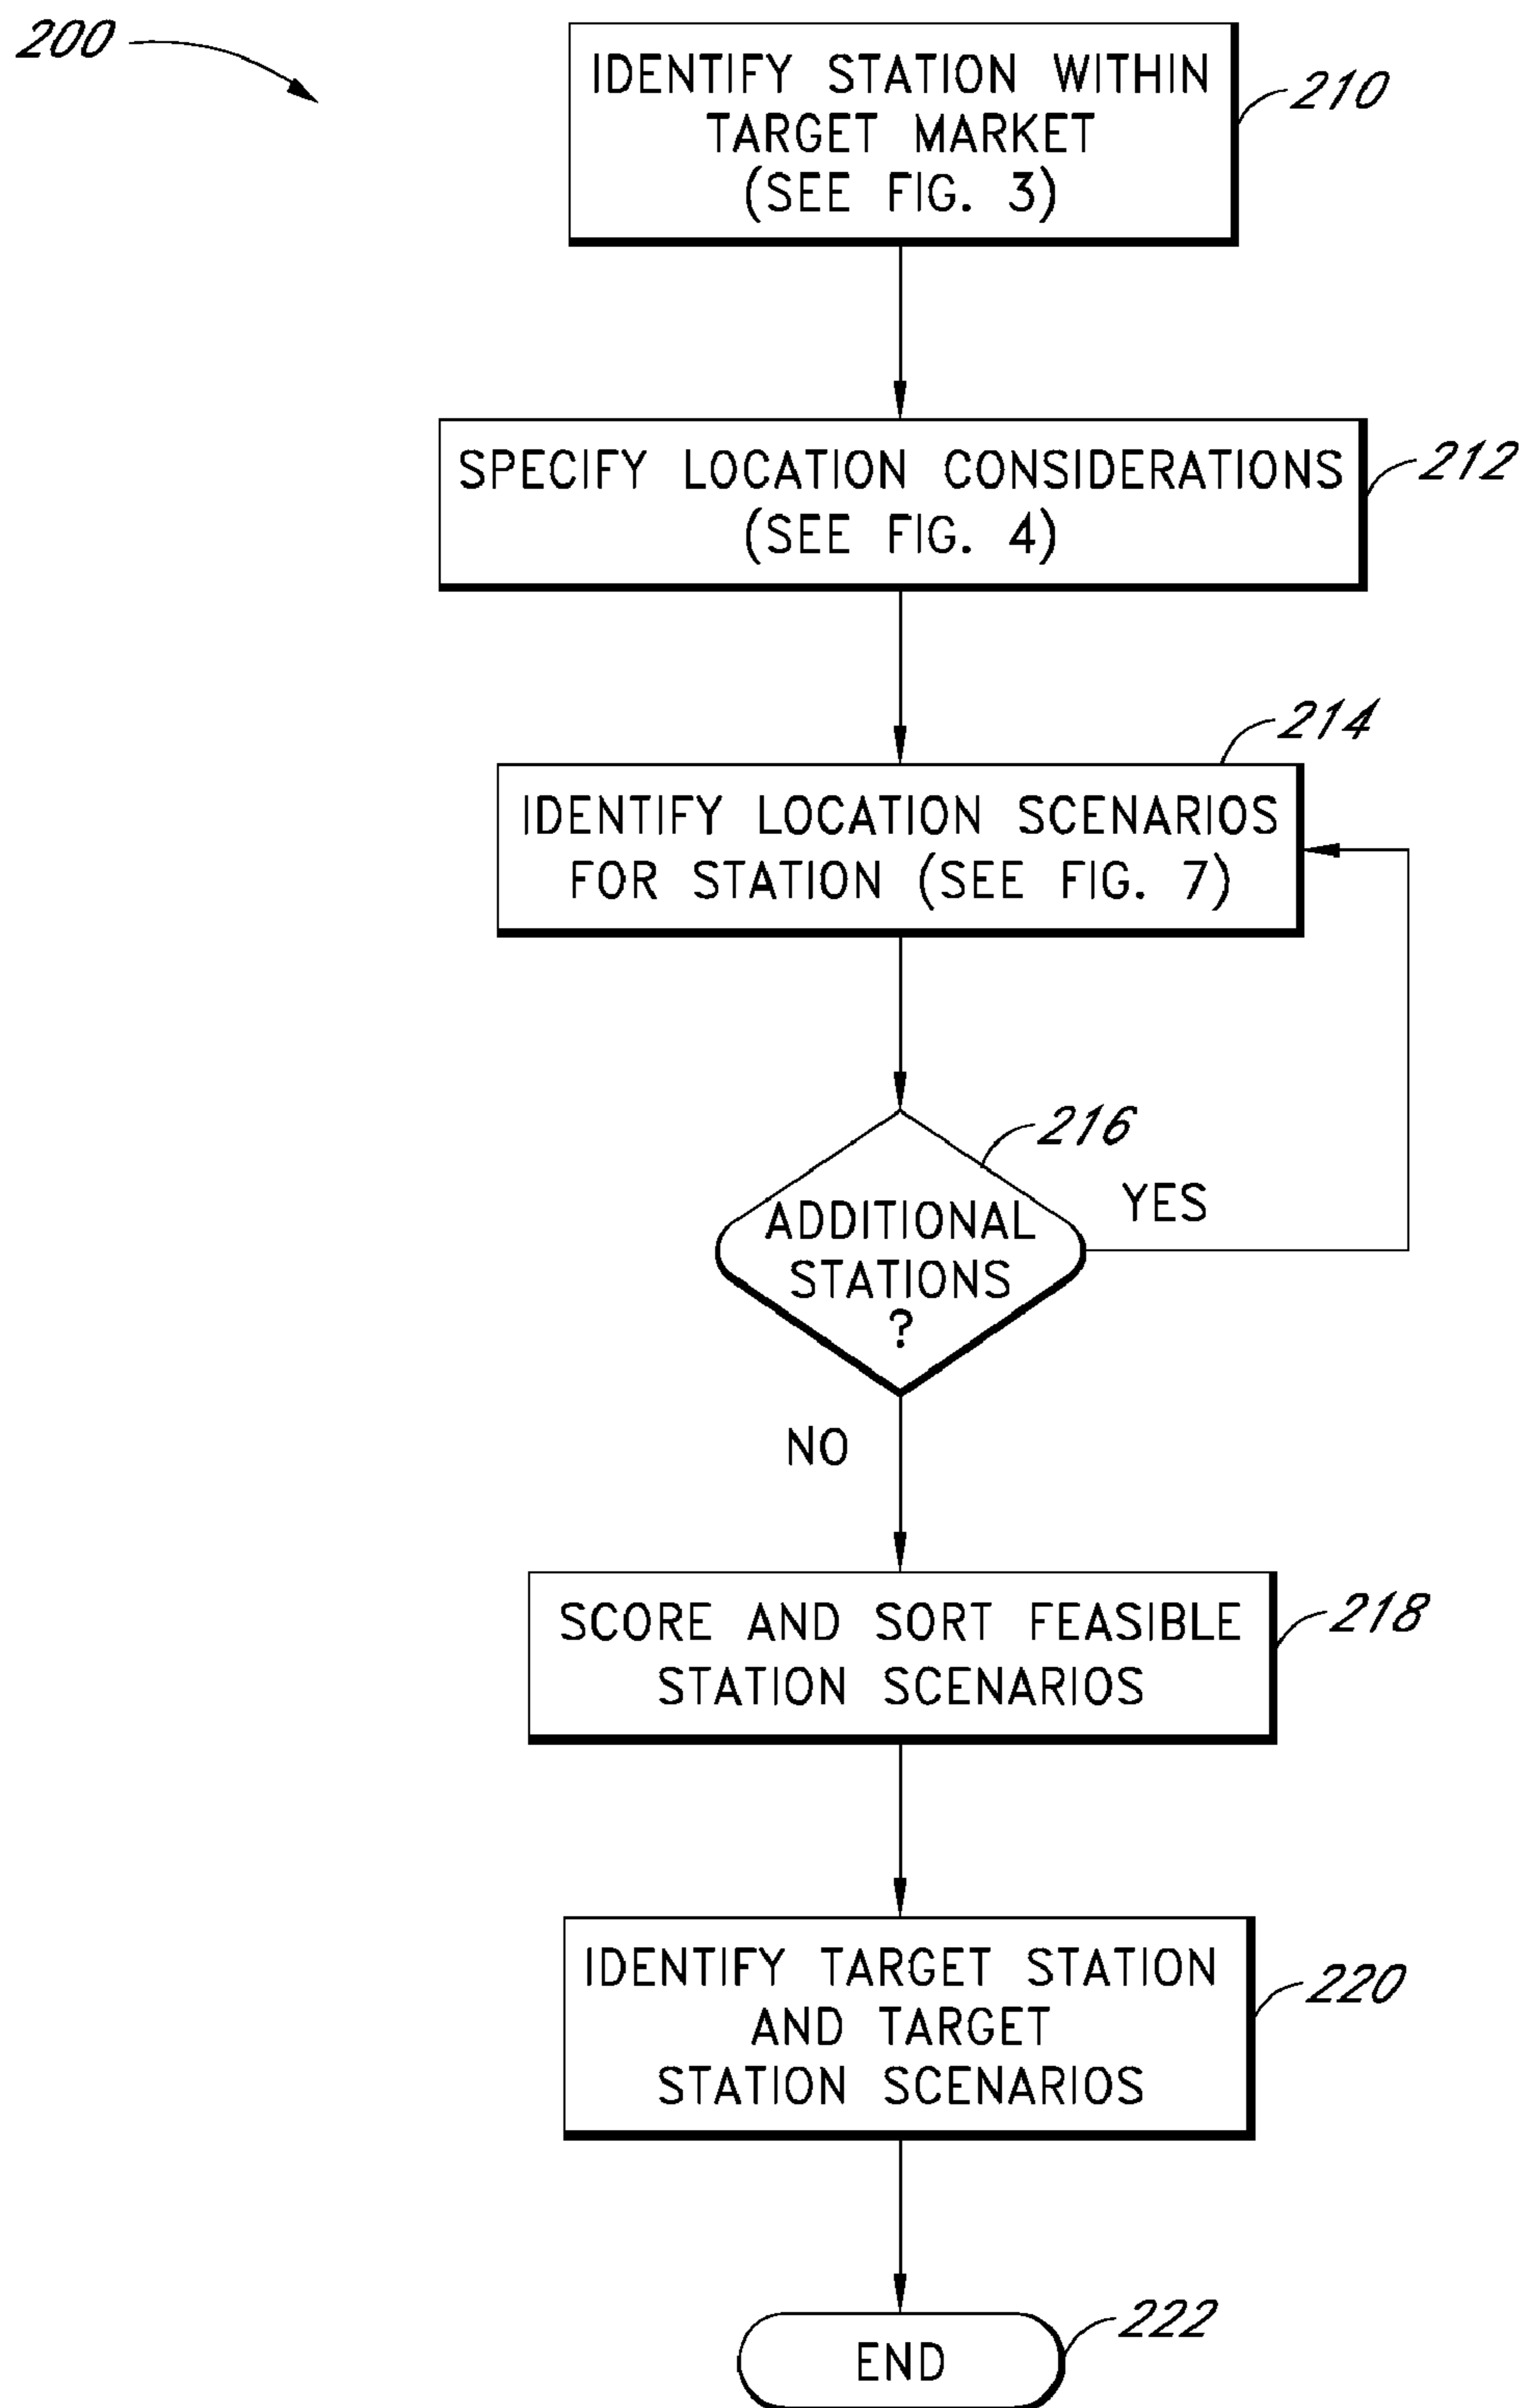 200
IDENTIFY STATION WITHIN
TARGET MARKET
(SEE FIG. 3)
210
SPECIFY LOCATION CONSIDERATIONS
(SEE FIG. 4)
212
214
IDENTIFY LOCATION SCENARIOS
FOR STATION (SEE FIG. 7)
216
YES
ADDITIONAL
STATIONS
?
NO
SCORE AND SORT FEASIBLE
STATION SCENARIOS
218
IDENTIFY TARGET STATION
AND TARGET
STATION SCENARIOS
220
222
END